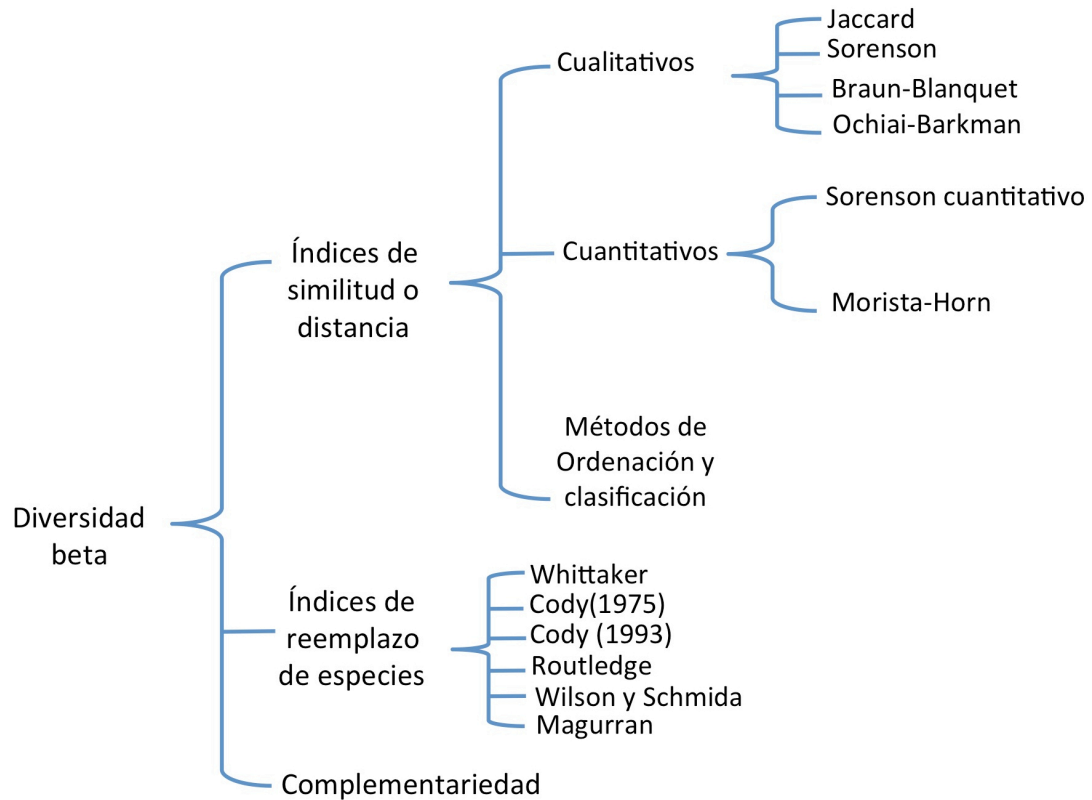 Diversidad
beta
Índices de
similitud o
distancia
Cualitativos
Jaccard
Sorenson
Braun-Blanquet
Ochiai-Barkman
Cuantitativos
Sorenson cuantitativo
Morista-Horn
Métodos de
Ordenación y
clasificación
Índices de
reemplazo
de especies
Whittaker
Cody(1975)
Cody (1993)
Routledge
Wilson y Schmida
Magurran
Complementariedad